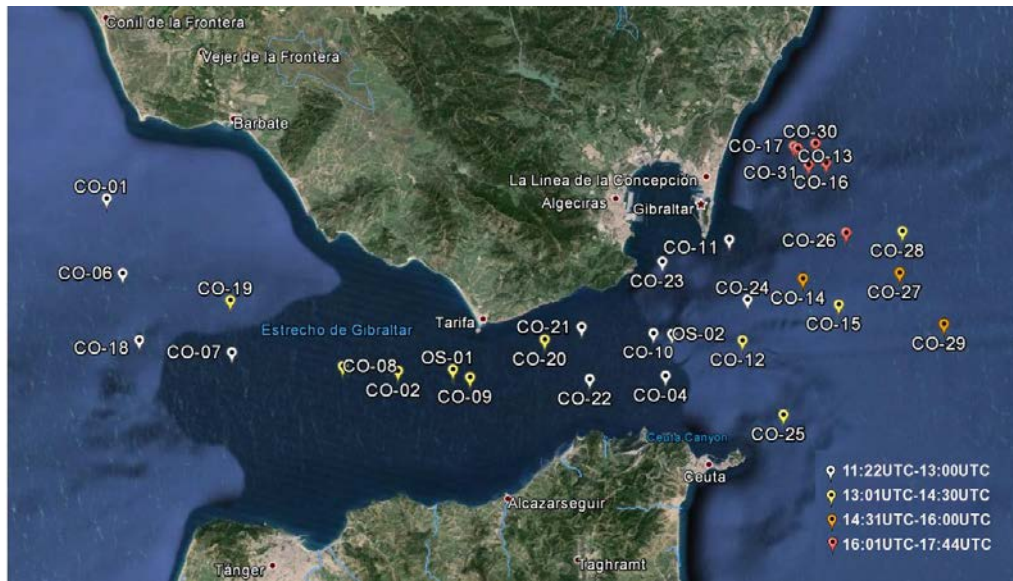 Conil de la Frontera
Vejer de la Frontera
Barbate
CO-30
CO-17
CO-13
CO-31
CO-16
La Línea de la Concepción
Algeciras
Gibraltar
CO-01
CO-11
CO-26
CO-28
CO-06
CO-23
CO-24
CO-14
CO-27
CO-19
CO-15
Estrecho de Gibraltar
Tarifa
CO-21
CO-18
CO-07
CO-20
CO-10
OS-02
CO-12
CO-29
CO-08
OS-01
CO-02
CO-09
CO-22
CO-04
CO-25
Ceuta Canyon
Ceuta
11:22UTC-13:00UTC
13:01UTC-14:30UTC
14:31UTC-16:00UTC
16:01UTC-17:44UTC
Alcazarseguir
Tánger
Taghramt